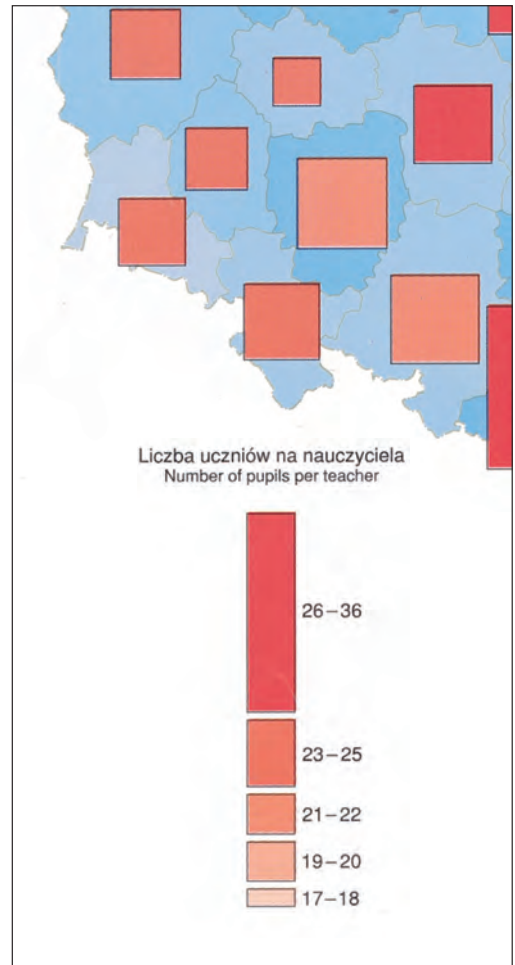 Liczba uczniów na nauczyciela
Number of pupils per teacher
26–36
23–25
21–22
19–20
17–18